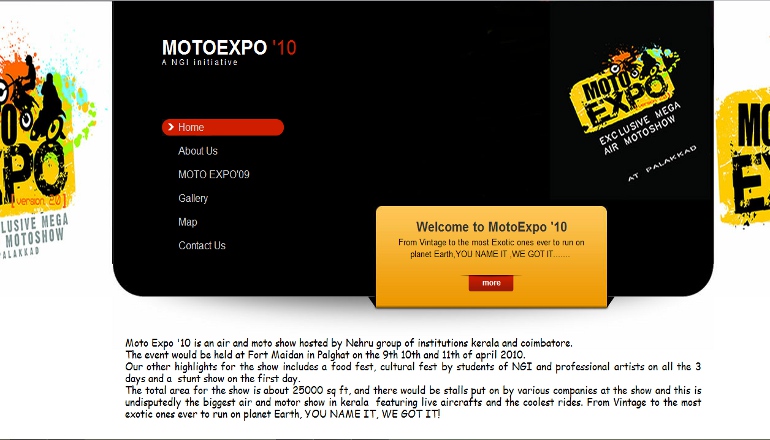 MOTOEXPO '10
A NGI initiative
Home
About Us
MOTO EXPO'09
Gallery
Map
Contact Us
MOTO
EXPO
EXCLUSIVE MEGA
AIR MOTOSHOW
AT PALAKKAD
EXPO
[version 2.0]
MEGA
MOTOSHOW
PALAKKAD
Welcome to MotoExpo '10
From Vintage to the most Exotic ones ever to run on
planet Earth,YOU NAME IT ,WE GOT IT.......
more
Moto Expo '10 is an air and moto show hosted by Nehru group of institutions kerala and coimbatore.
The event would be held at Fort Maidan in Palghat on the 9th 10th and 11th of april 2010.
Our other highlights for the show includes a food fest, cultural fest by students of NGI and professional artists on all the 3
days and a stunt show on the first day.
The total area for the show is about 25000 sq ft, and there would be stalls put on by various companies at the show and this is
undisputedly the biggest air and motor show in kerala featuring live aircrafts and the coolest rides. From Vintage to the most
exotic ones ever to run on planet Earth, YOU NAME IT, WE GOT IT!